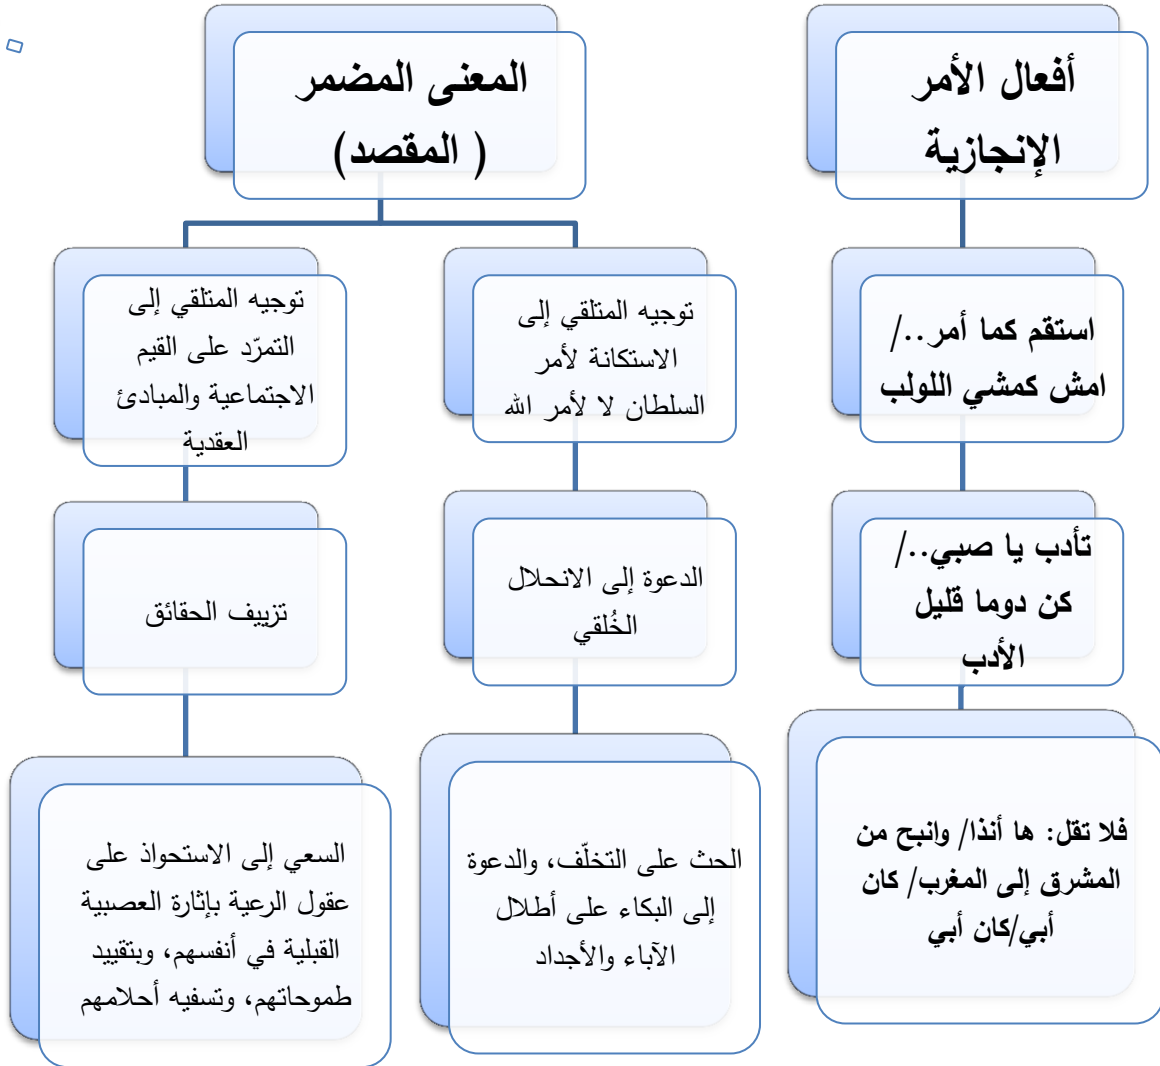 أفعال الأمر
الإنجازية
المعنى المضمر
( المقصد)
استقم كما أمر../
امش كمشي اللولب
توجيه المتلقي إلى
الاستكانة لأمر
السلطان لا لأمر الله
توجيه المتلقي إلى
التمرّد على القيم
الاجتماعية والمبادئ
العقدية
تأدب يا صبي../
كن دوما قليل
الأدب
الدعوة إلى الانحلال
الخُلقي
تزييف الحقائق
فلا تقل: ها أنذا/ وانبح من
المشرق إلى المغرب/ كان
أبي/كان أبي
الحث على التخلّف، والدعوة
إلى البكاء على أطلال
الآباء والأجداد
السعي إلى الاستحواذ على
عقول الرعية بإثارة العصبية
القبلية في أنفسهم، وبتقييد
طموحاتهم، وتسفيه أحلامهم